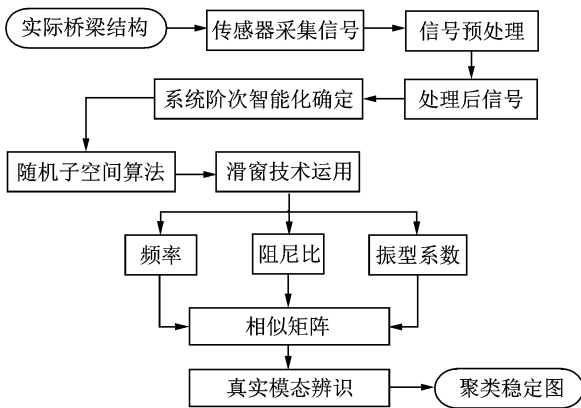 实际桥梁结构
传感器采集信号
信号预处理
系统阶次智能化确定
处理后信号
随机子空间算法
滑窗技术运用
频率
阻尼比
振型系数
相似矩阵
真实模态辨识
聚类稳定图